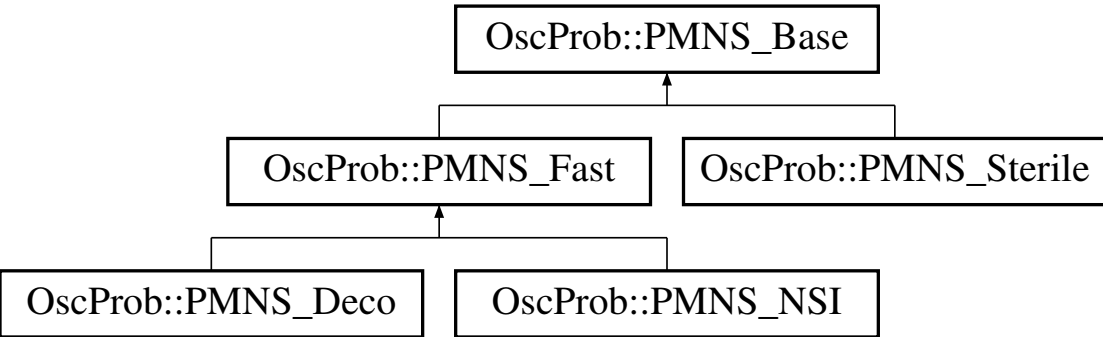 OscProb::PMNS_Base
OscProb::PMNS_Fast
OscProb::PMNS_Sterile
OscProb::PMNS_Deco
OscProb::PMNS_NSI